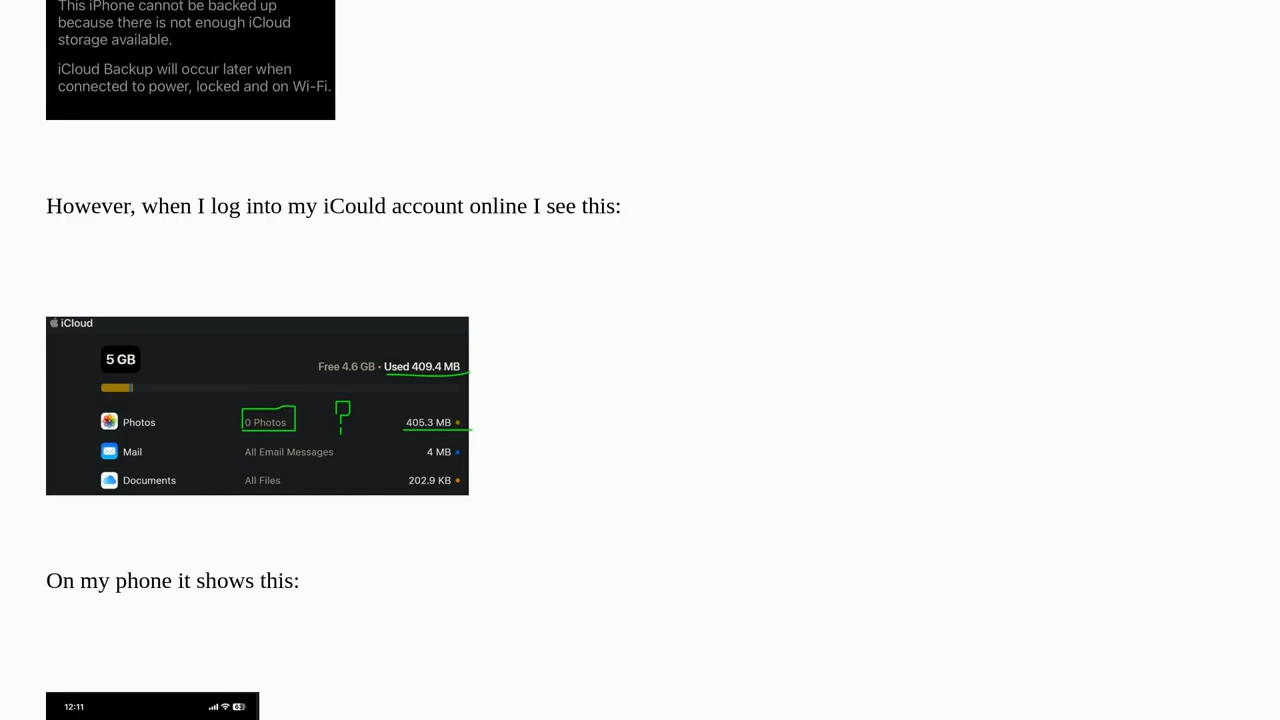 This iPhone cannot be backed up
because there is not enough iCloud
storage available.
iCloud Backup will occur later when
connected to power, locked and on Wi-Fi.
However, when I log into my iCould account online I see this:
iCloud
5 GB
Free 4.6 GB • Used 409.4 MB
Photos 0 Photos ? 405.3 MB
Mail All Email Messages 4 MB
Documents All Files 202.9 KB
On my phone it shows this:
12:11